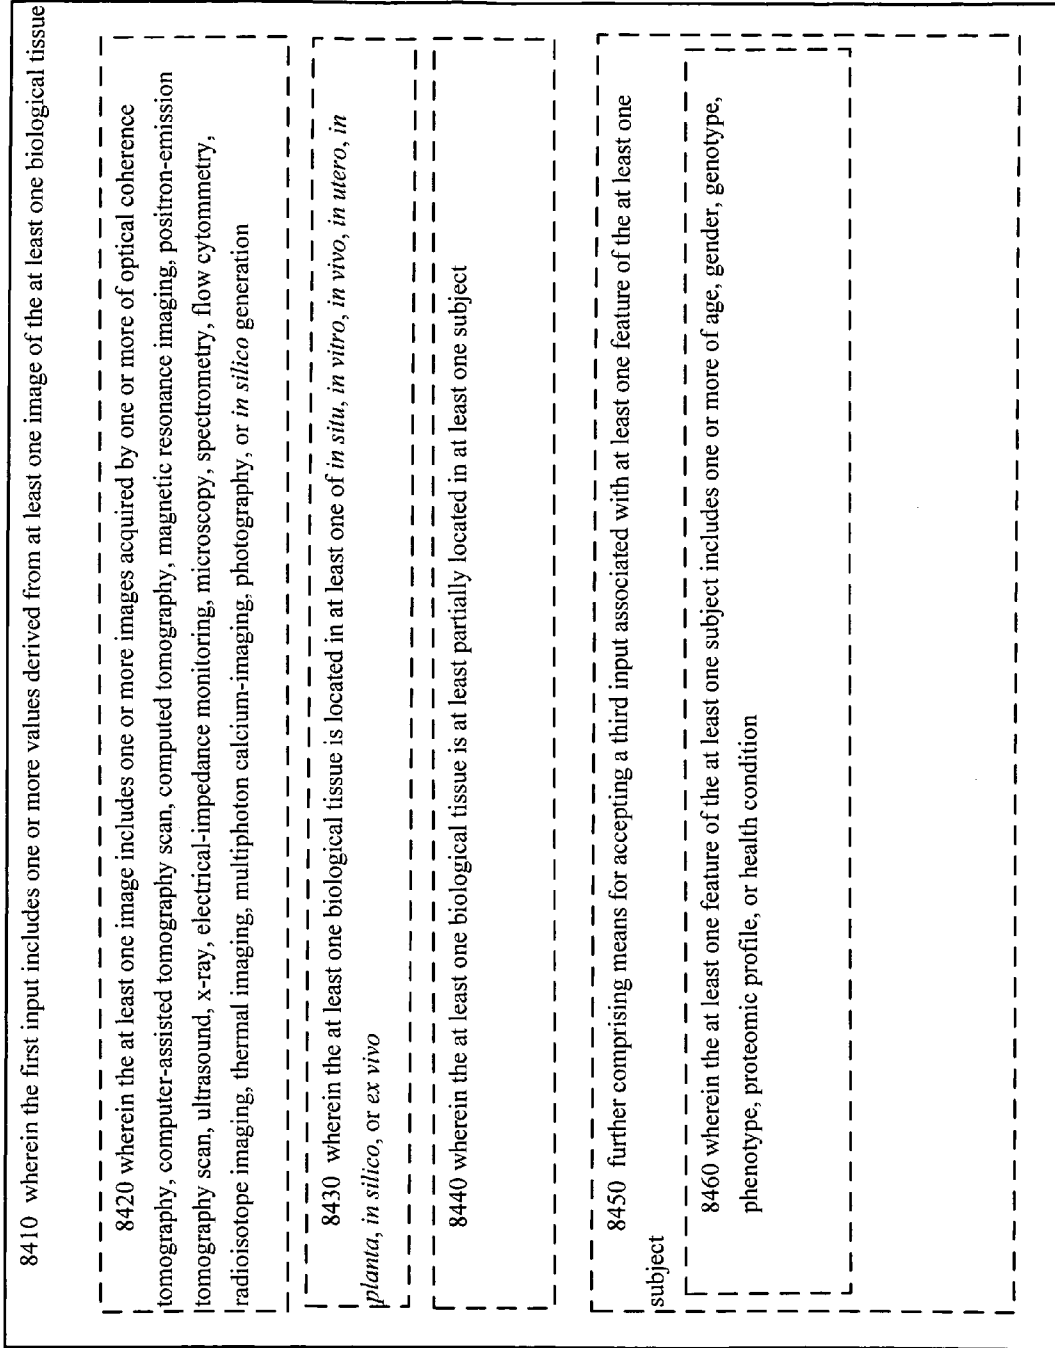 8410 wherein the first input includes one or more values derived from at least one image of the at least one biological tissue
8420 wherein the at least one image includes one or more images acquired by one or more of optical coherence
tomography, computer-assisted tomography scan, computed tomography, magnetic resonance imaging, positron-emission
tomography scan, ultrasound, x-ray, electrical-impedance monitoring, microscopy, spectrometry, flow cytommetry,
radioisotope imaging, thermal imaging, multiphoton calcium-imaging, photography, or in silico generation
8430 wherein the at least one biological tissue is located in at least one of in situ, in vitro, in vivo, in utero, in
planta, in silico, or ex vivo
8440 wherein the at least one biological tissue is at least partially located in at least one subject
8450 further comprising means for accepting a third input associated with at least one feature of the at least one
subject
8460 wherein the at least one feature of the at least one subject includes one or more of age, gender, genotype,
phenotype, proteomic profile, or health condition